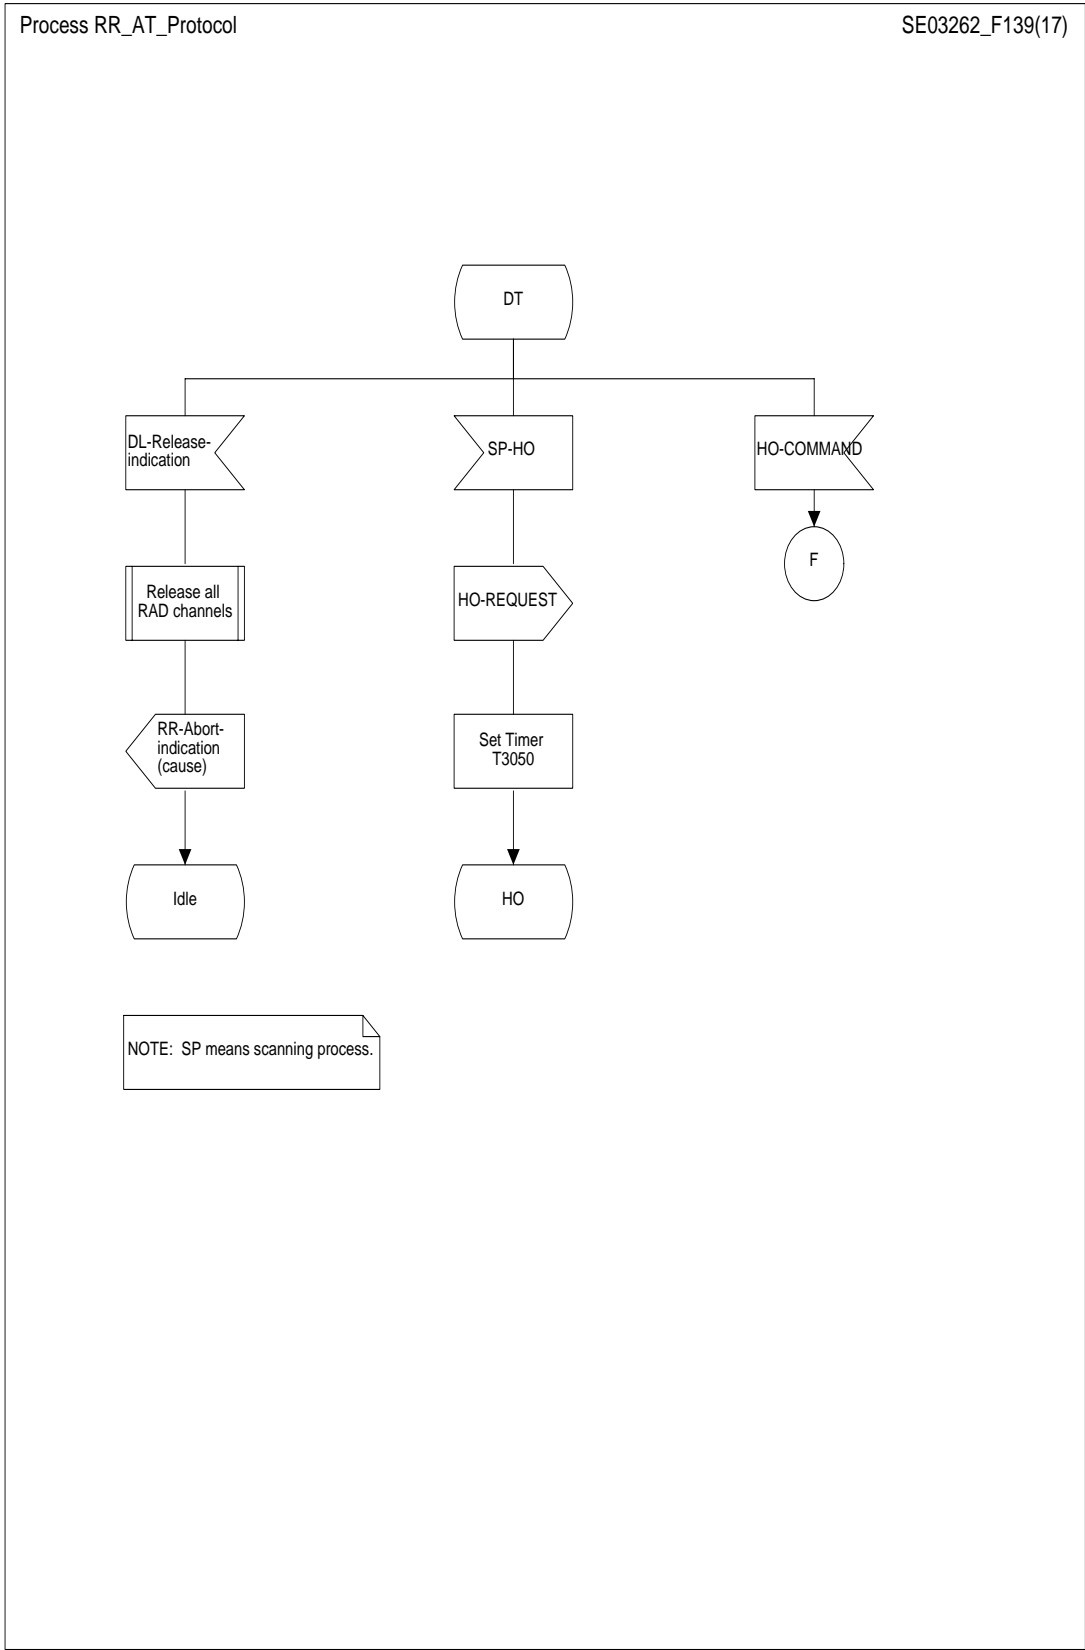 Process RR_AT_Protocol
SE03262_F139(17)
DT
DL-Release-
indication
SP-HO
HO-COMMAND
F
Release all
RAD channels
HO-REQUEST
RR-Abort-
indication
(cause)
Set Timer
T3050
Idle
HO
NOTE: SP means scanning process.